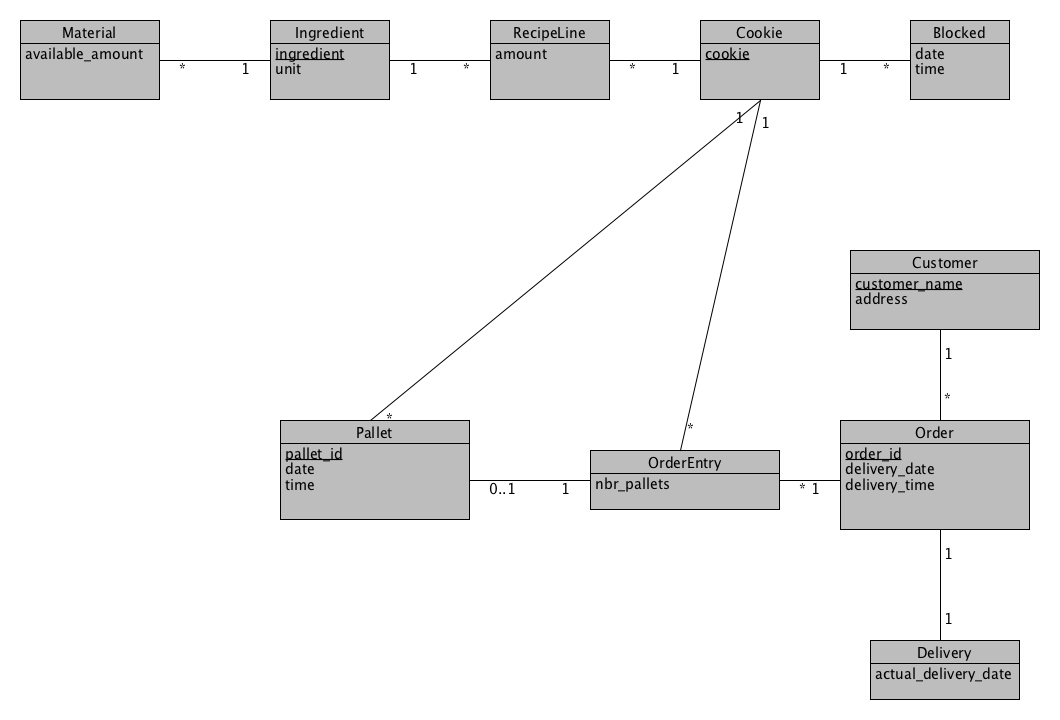 Material
available_amount
* 1
Ingredient
ingredient
unit
1 *
RecipeLine
amount
* 1
Cookie
cookie
1 *
Blocked
date
time
1
1
Customer
customer_name
address
1
*
*
*
Pallet
pallet_id
date
time
0..1 1
OrderEntry
nbr_pallets
* 1
Order
order_id
delivery_date
delivery_time
1
1
Delivery
actual_delivery_date